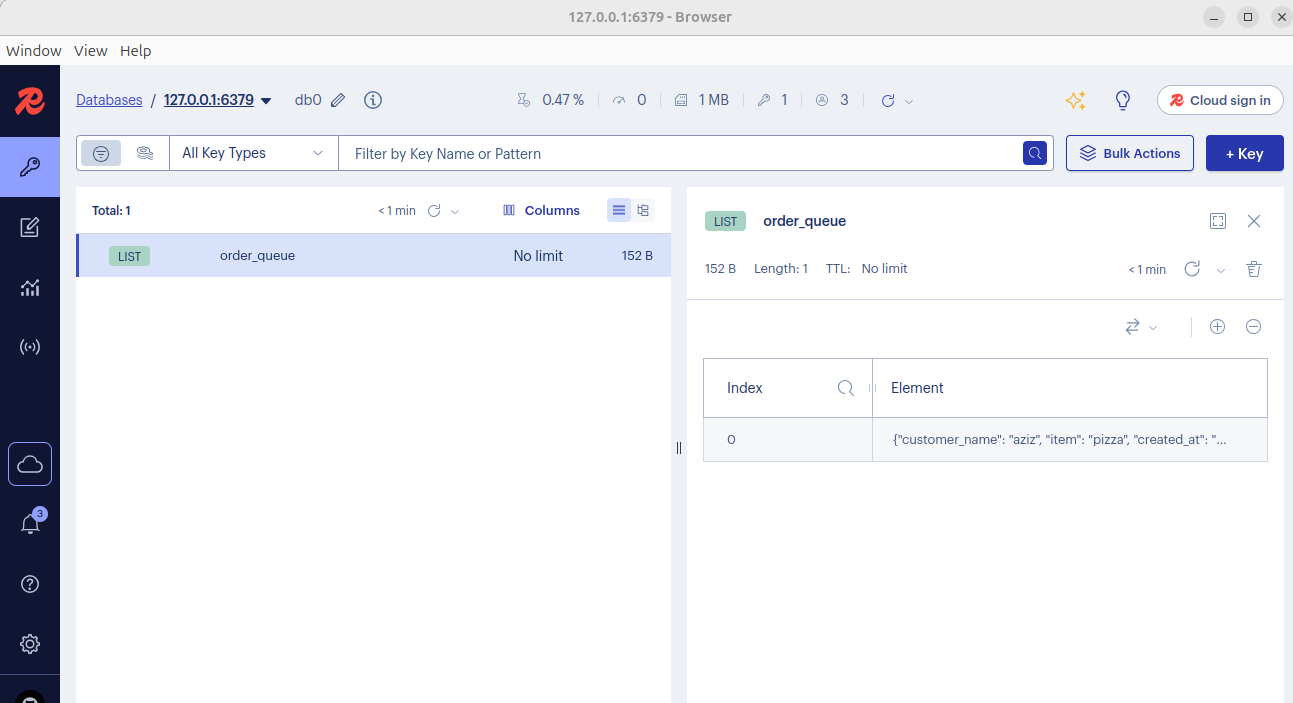 127.0.0.1:6379 - Browser
Window View Help
Databases / 127.0.0.1:6379 db0 0.47 % 0 1 MB 1 3 Cloud sign in
All Key Types Filter by Key Name or Pattern Bulk Actions + Key
Total: 1 < 1 min Columns
LIST order_queue No limit 152 B
LIST order_queue
152 B Length: 1 TTL: No limit < 1 min
Index Element
0 {"customer_name": "aziz", "item": "pizza", "created_at": "...
3